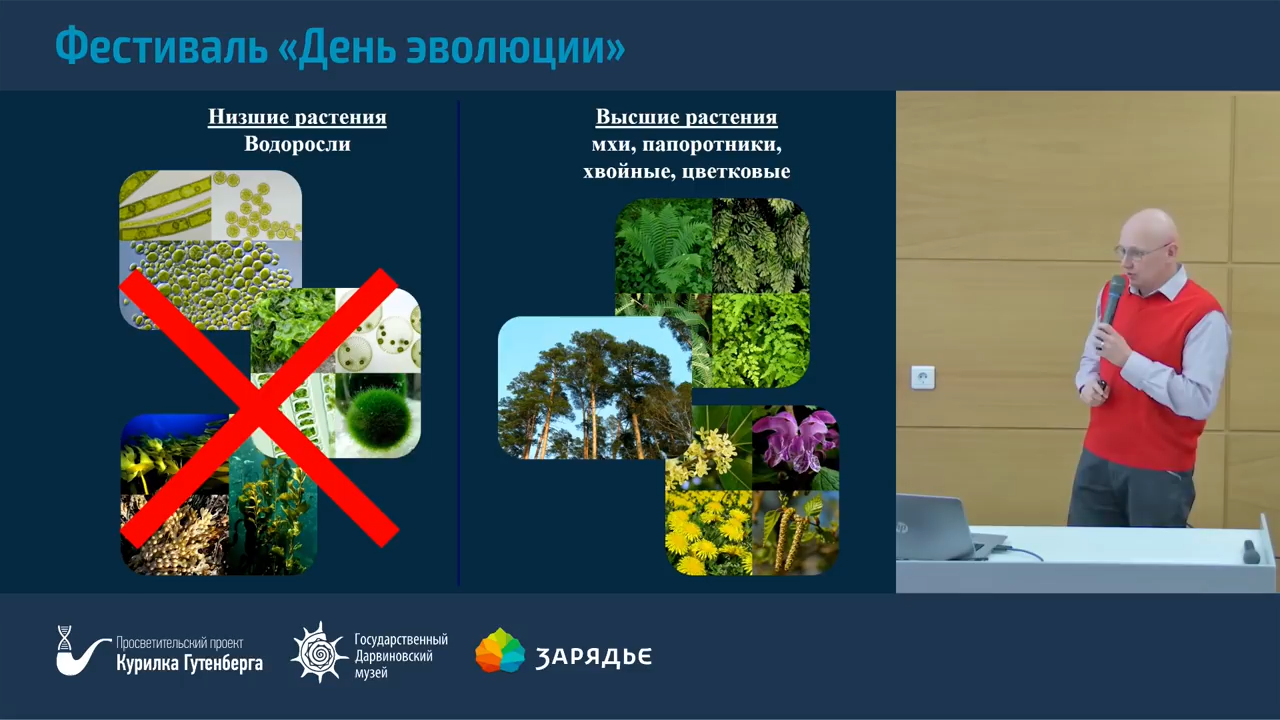 Фестиваль «День эволюции»
Низшие растения
Водоросли
Высшие растения
мхи, папоротники,
хвойные, цветковые
Просветительский проект
Курилка Гутенберга
Государственный
Дарвиновский
музей
ЗАРЯДЬЕ